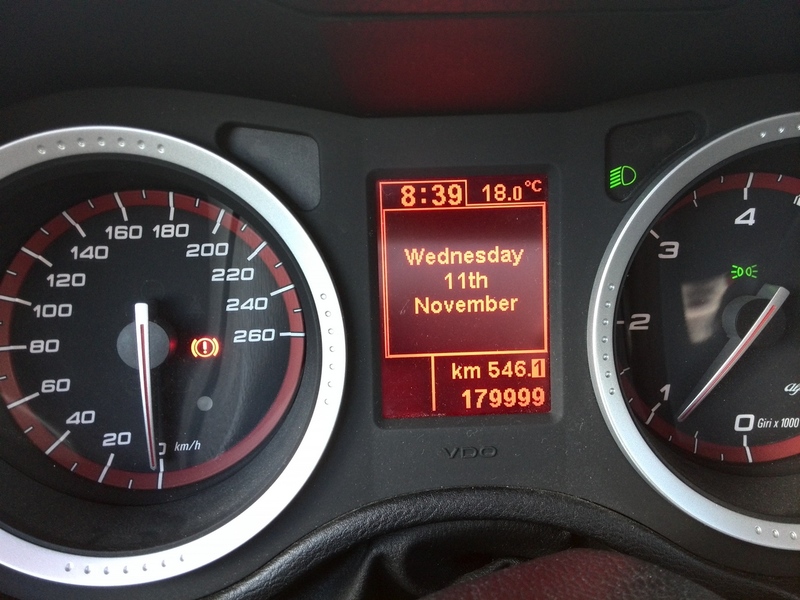 160 180
140 200
120 220
100 240
80 260
60
40
20
0 km/h
8:39 18.0°C
Wednesday
11th
November
km 546.1
179999
VDO
4
3
2
1
0 Giri x 1000